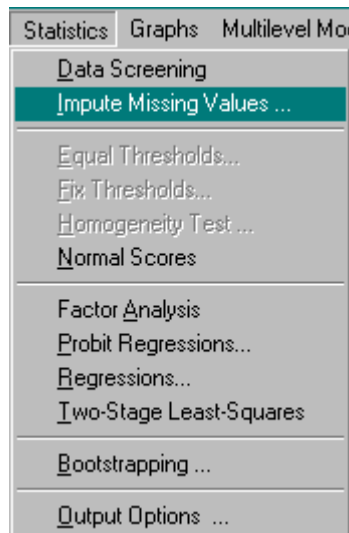 Statistics Graphs Multilevel Mo
Data Screening
Impute Missing Values ...
Equal Thresholds...
Fix Thresholds...
Homogeneity Test ...
Normal Scores
Factor Analysis
Probit Regressions...
Regressions...
Two-Stage Least-Squares
Bootstrapping ...
Output Options ...